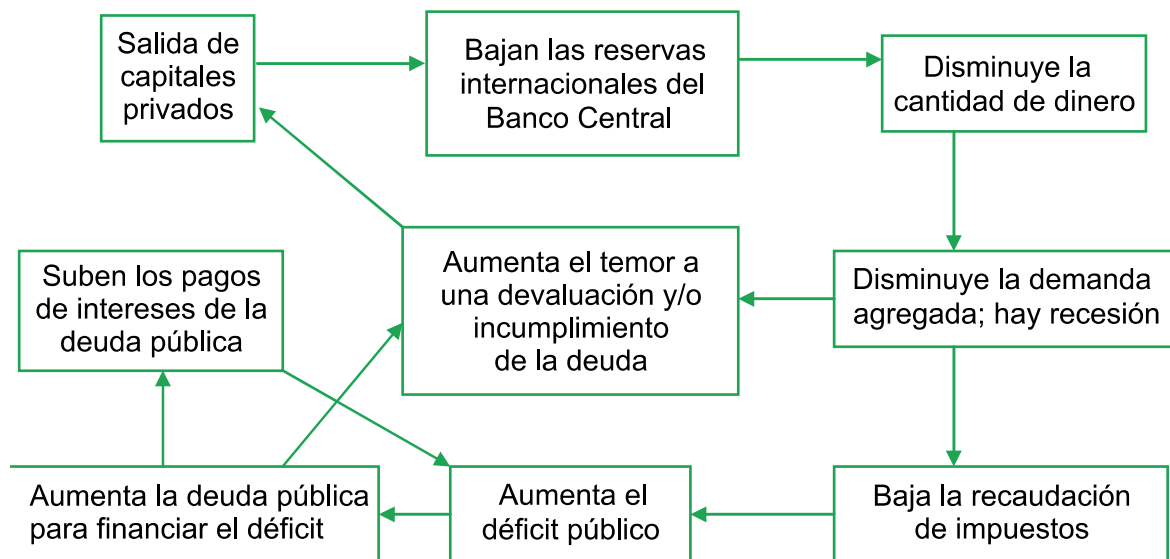 Salida de
capitales
privados
Bajan las reservas
internacionales del
Banco Central
Disminuye la
cantidad de dinero
Suben los pagos
de intereses de la
deuda pública
Aumenta el temor a
una devaluación y/o
incumplimiento
de la deuda
Disminuye la demanda
agregada; hay recesión
Aumenta la deuda pública
para financiar el déficit
Aumenta el
déficit público
Baja la recaudación
de impuestos